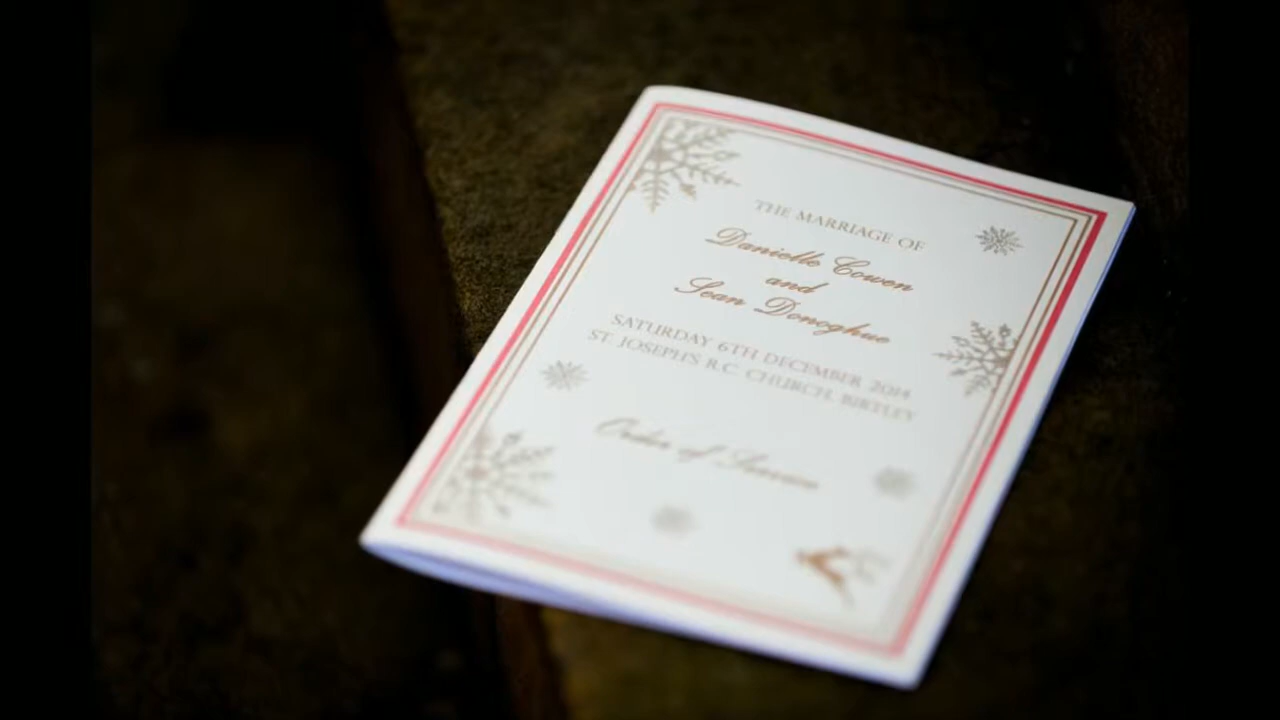 THE MARRIAGE OF
Danielle Cowen
and
Sean Donoghue
SATURDAY 6TH DECEMBER 2014
ST. JOSEPH'S R.C. CHURCH, BIRTLEY
Order of Service